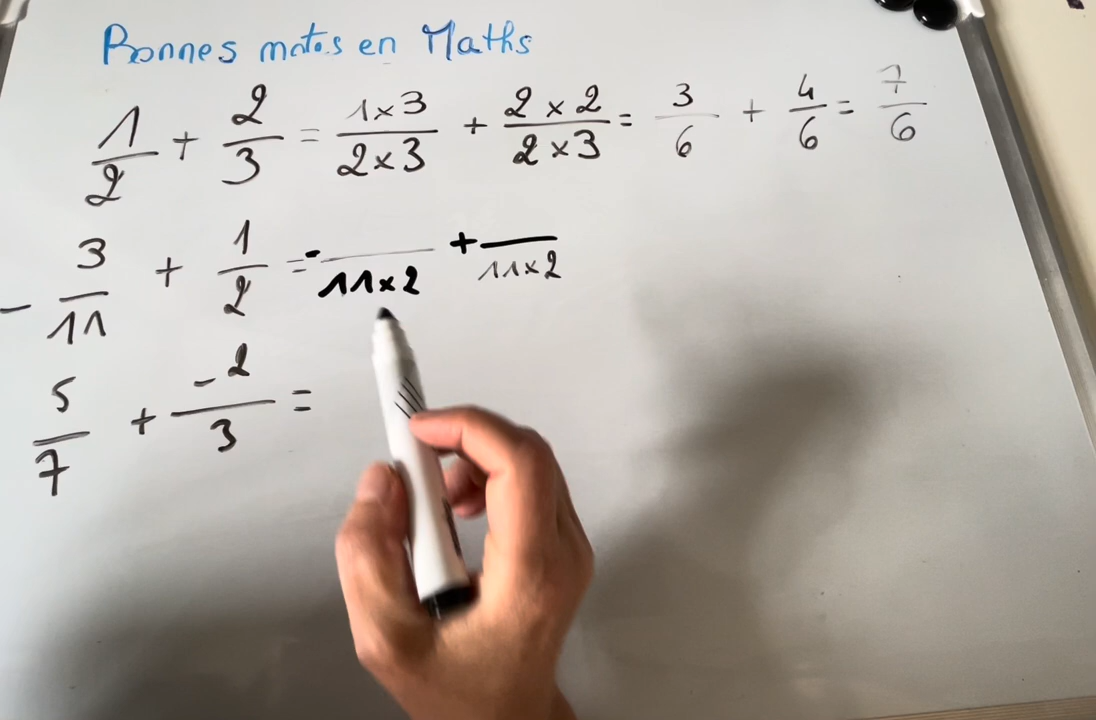 Bonnes notes en Maths
1/2 + 2/3 = (1×3)/(2×3) + (2×2)/(2×3) = 3/6 + 4/6 = 7/6
- 3/11 + 1/2 = - /(11×2) + /(11×2)
5/7 + -2/3 =